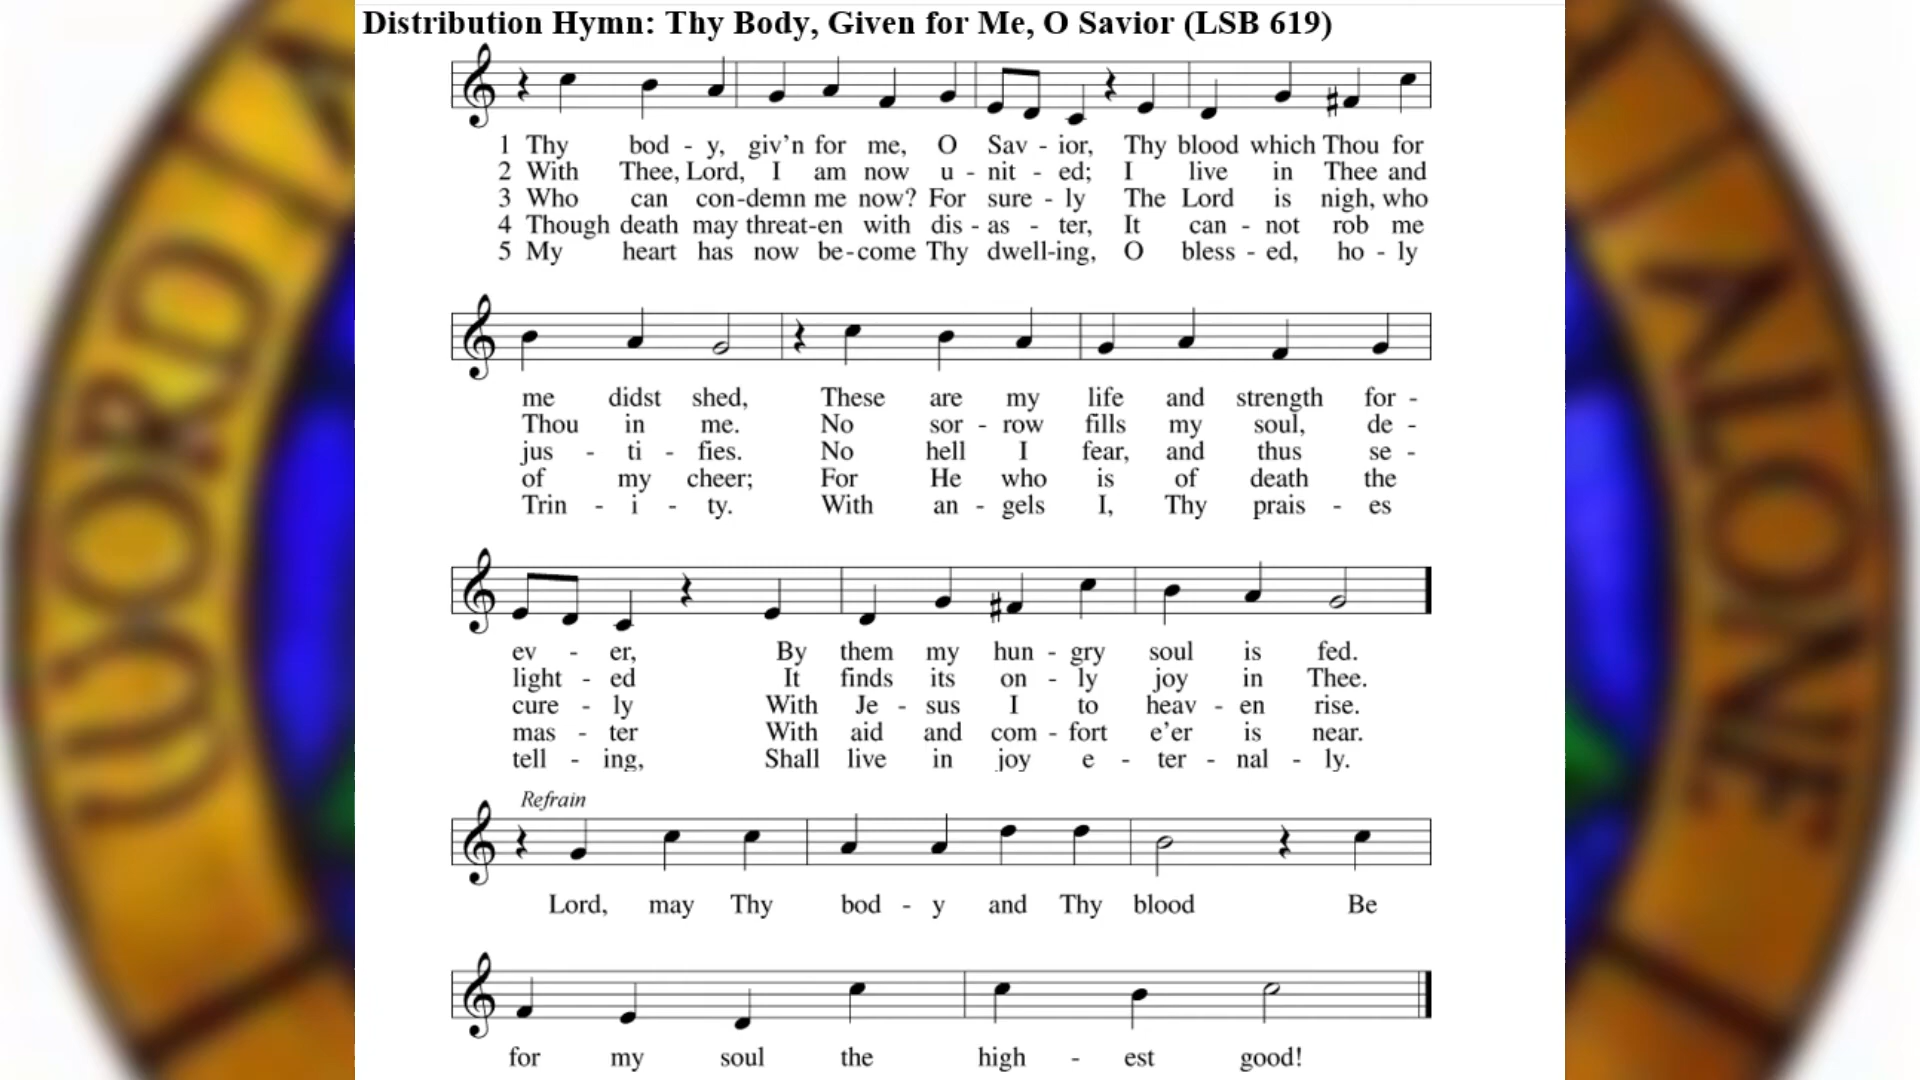 Distribution Hymn: Thy Body, Given for Me, O Savior (LSB 619)
1 Thy bod - y, giv'n for me, O Sav - ior, Thy blood which Thou for
2 With Thee, Lord, I am now u - nit - ed; I live in Thee and
3 Who can con-demn me now? For sure - ly The Lord is nigh, who
4 Though death may threat-en with dis - as - ter, It can - not rob me
5 My heart has now be-come Thy dwell-ing, O bless - ed, ho - ly
me didst shed, These are my life and strength for -
Thou in me. No sor - row fills my soul, de -
jus - ti - fies. No hell I fear, and thus se -
of my cheer; For He who is of death the
Trin - i - ty. With an - gels I, Thy prais - es
ev - er, By them my hun - gry soul is fed.
light - ed It finds its on - ly joy in Thee.
cure - ly With Je - sus I to heav - en rise.
mas - ter With aid and com - fort e'er is near.
tell - ing, Shall live in joy e - ter - nal - ly.
Refrain
Lord, may Thy bod - y and Thy blood Be
for my soul the high - est good!
WORD
ALONE